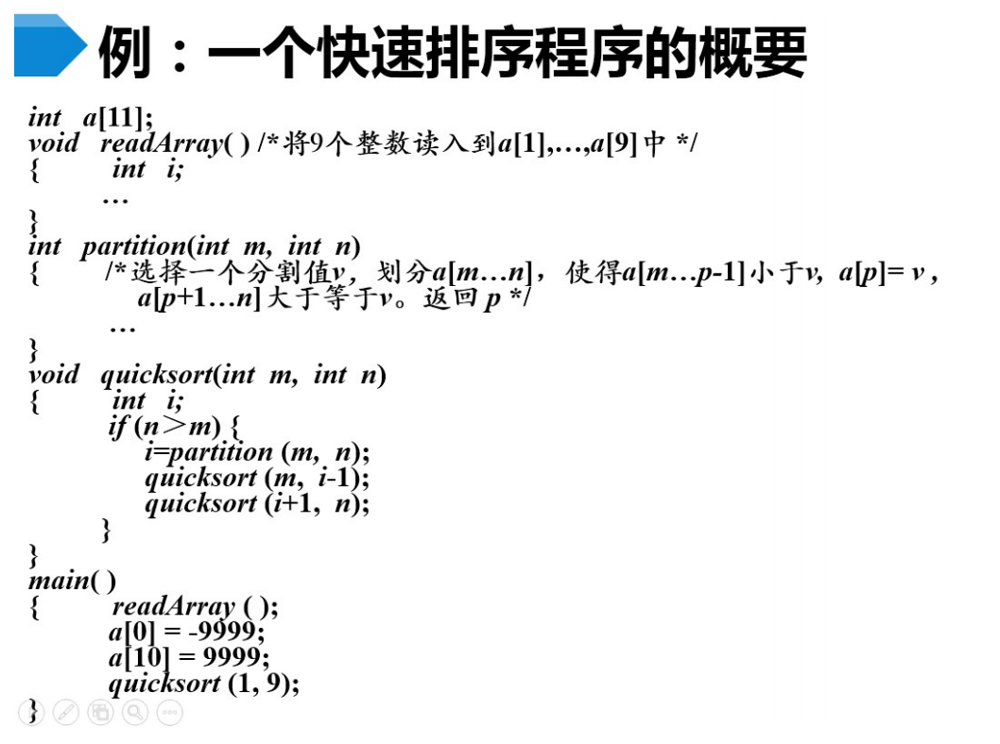 例：一个快速排序程序的概要
int a[11];
void readArray( ) /*将9个整数读入到a[1],…,a[9]中 */
{ int i;
…
}
int partition(int m, int n)
{ /*选择一个分割值v，划分a[m…n]，使得a[m…p-1]小于v, a[p]= v ,
a[p+1…n]大于等于v。返回 p */
…
}
void quicksort(int m, int n)
{ int i;
if (n＞m) {
i=partition (m, n);
quicksort (m, i-1);
quicksort (i+1, n);
}
}
main( )
{ readArray ( );
a[0] = -9999;
a[10] = 9999;
quicksort (1, 9);
}